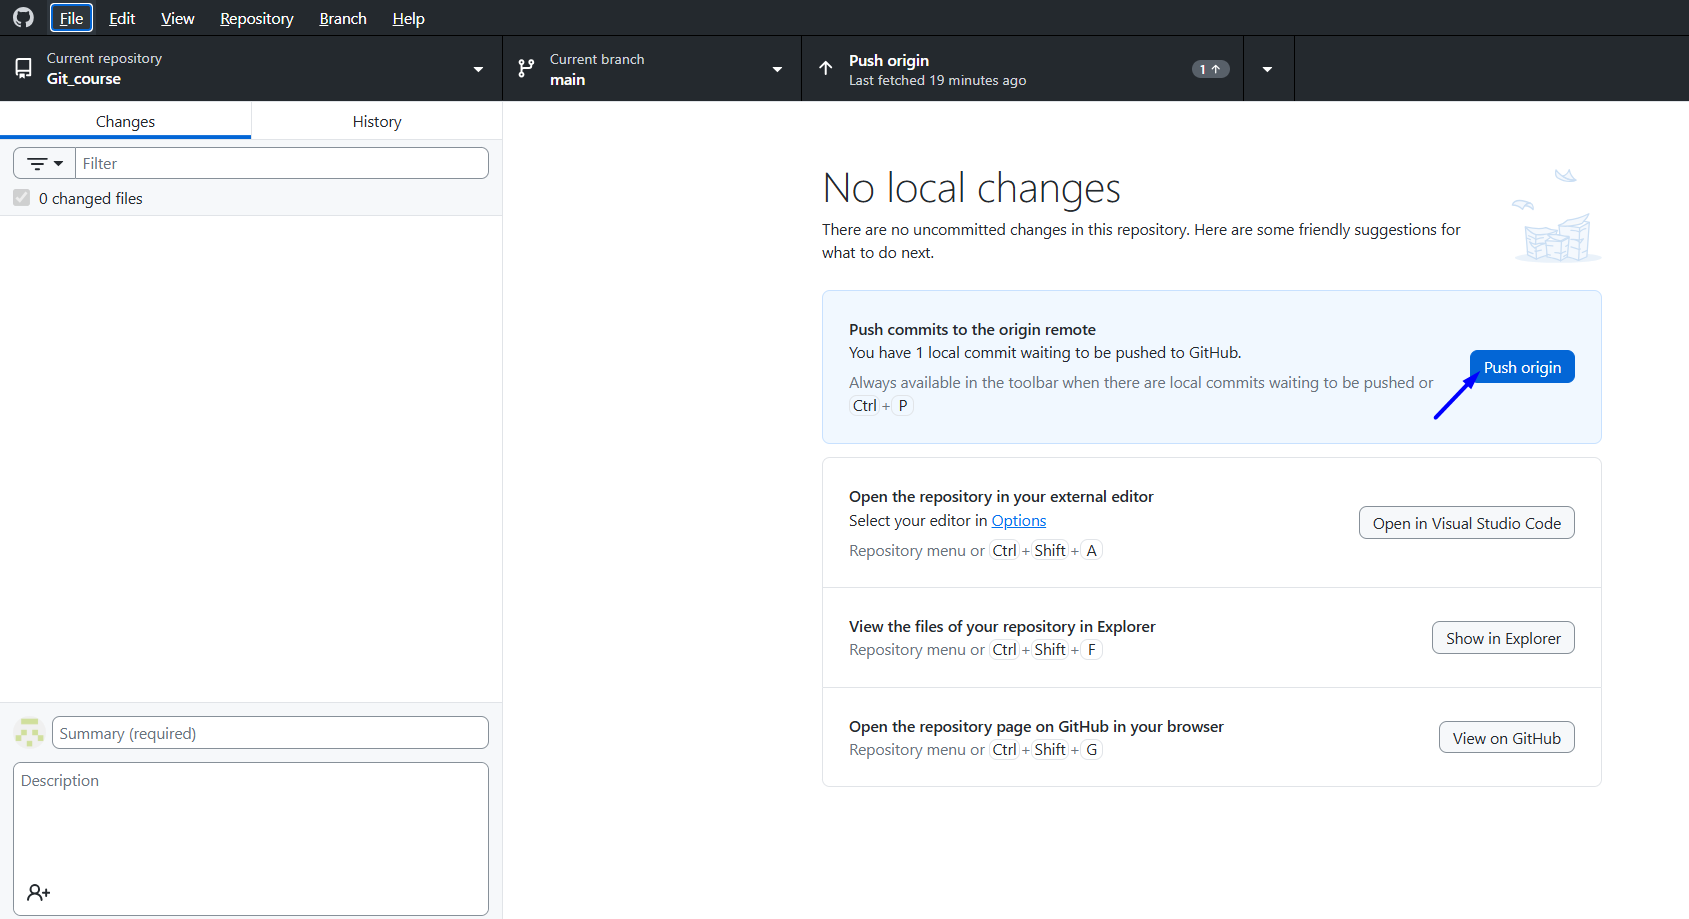 File Edit View Repository Branch Help
Current repository
Git_course
Current branch
main
Push origin
Last fetched 19 minutes ago
1
Changes History
Filter
0 changed files
No local changes
There are no uncommitted changes in this repository. Here are some friendly suggestions for
what to do next.
Push commits to the origin remote
You have 1 local commit waiting to be pushed to GitHub.
Always available in the toolbar when there are local commits waiting to be pushed or
Ctrl + P
Push origin
Open the repository in your external editor
Select your editor in Options
Repository menu or Ctrl + Shift + A
Open in Visual Studio Code
View the files of your repository in Explorer
Repository menu or Ctrl + Shift + F
Show in Explorer
Open the repository page on GitHub in your browser
Repository menu or Ctrl + Shift + G
View on GitHub
Summary (required)
Description